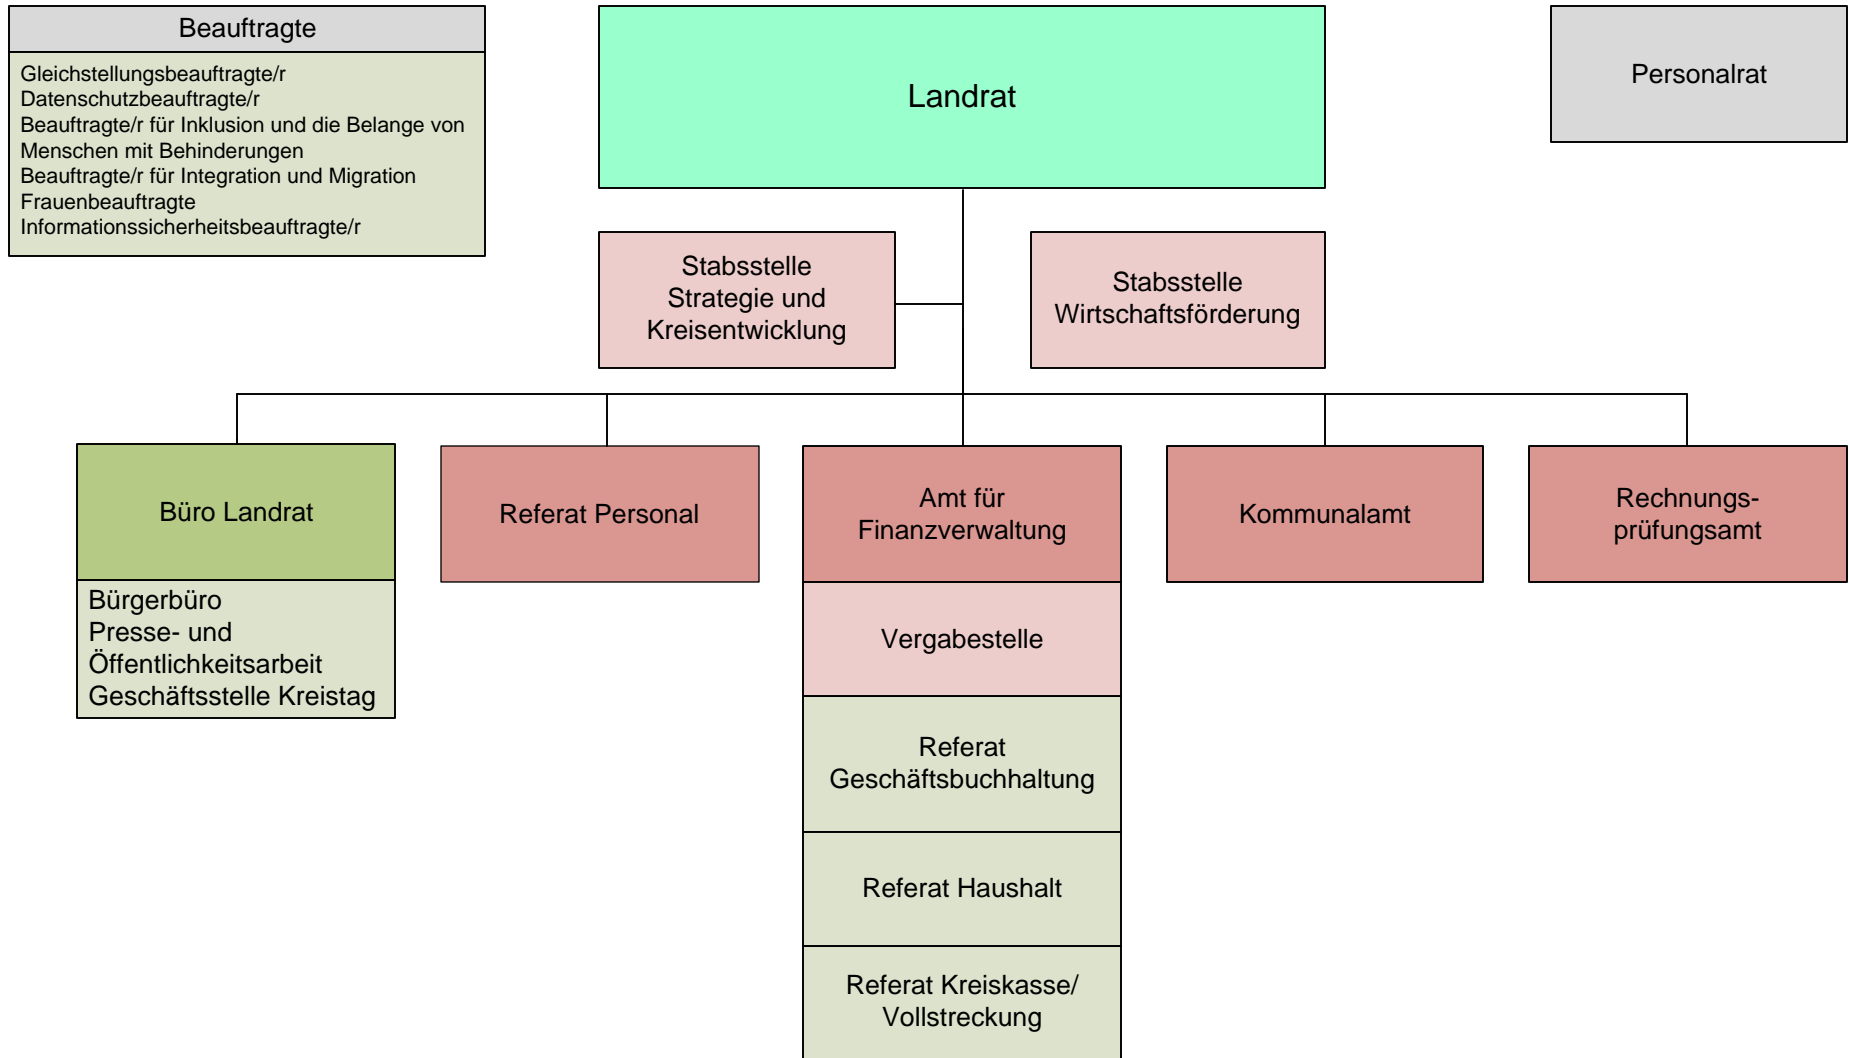 Beauftragte
Gleichstellungsbeauftragte/r
Datenschutzbeauftragte/r
Beauftragte/r für Inklusion und die Belange von
Menschen mit Behinderungen
Beauftragte/r für Integration und Migration
Frauenbeauftragte
Informationssicherheitsbeauftragte/r
Landrat
Personalrat
Stabsstelle
Strategie und
Kreisentwicklung
Stabsstelle
Wirtschaftsförderung
Büro Landrat
Bürgerbüro
Presse- und
Öffentlichkeitsarbeit
Geschäftsstelle Kreistag
Referat Personal
Amt für
Finanzverwaltung
Vergabestelle
Referat
Geschäftsbuchhaltung
Referat Haushalt
Referat Kreiskasse/
Vollstreckung
Kommunalamt
Rechnungs-
prüfungsamt